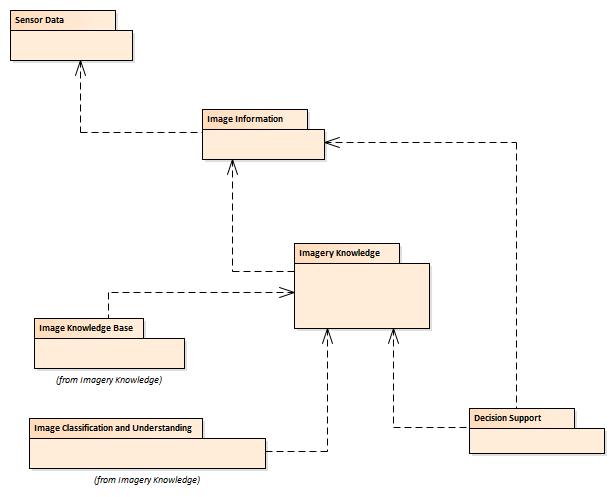 Sensor Data
Image Information
Imagery Knowledge
Image Knowledge Base
(from Imagery Knowledge)
Image Classification and Understanding
(from Imagery Knowledge)
Decision Support